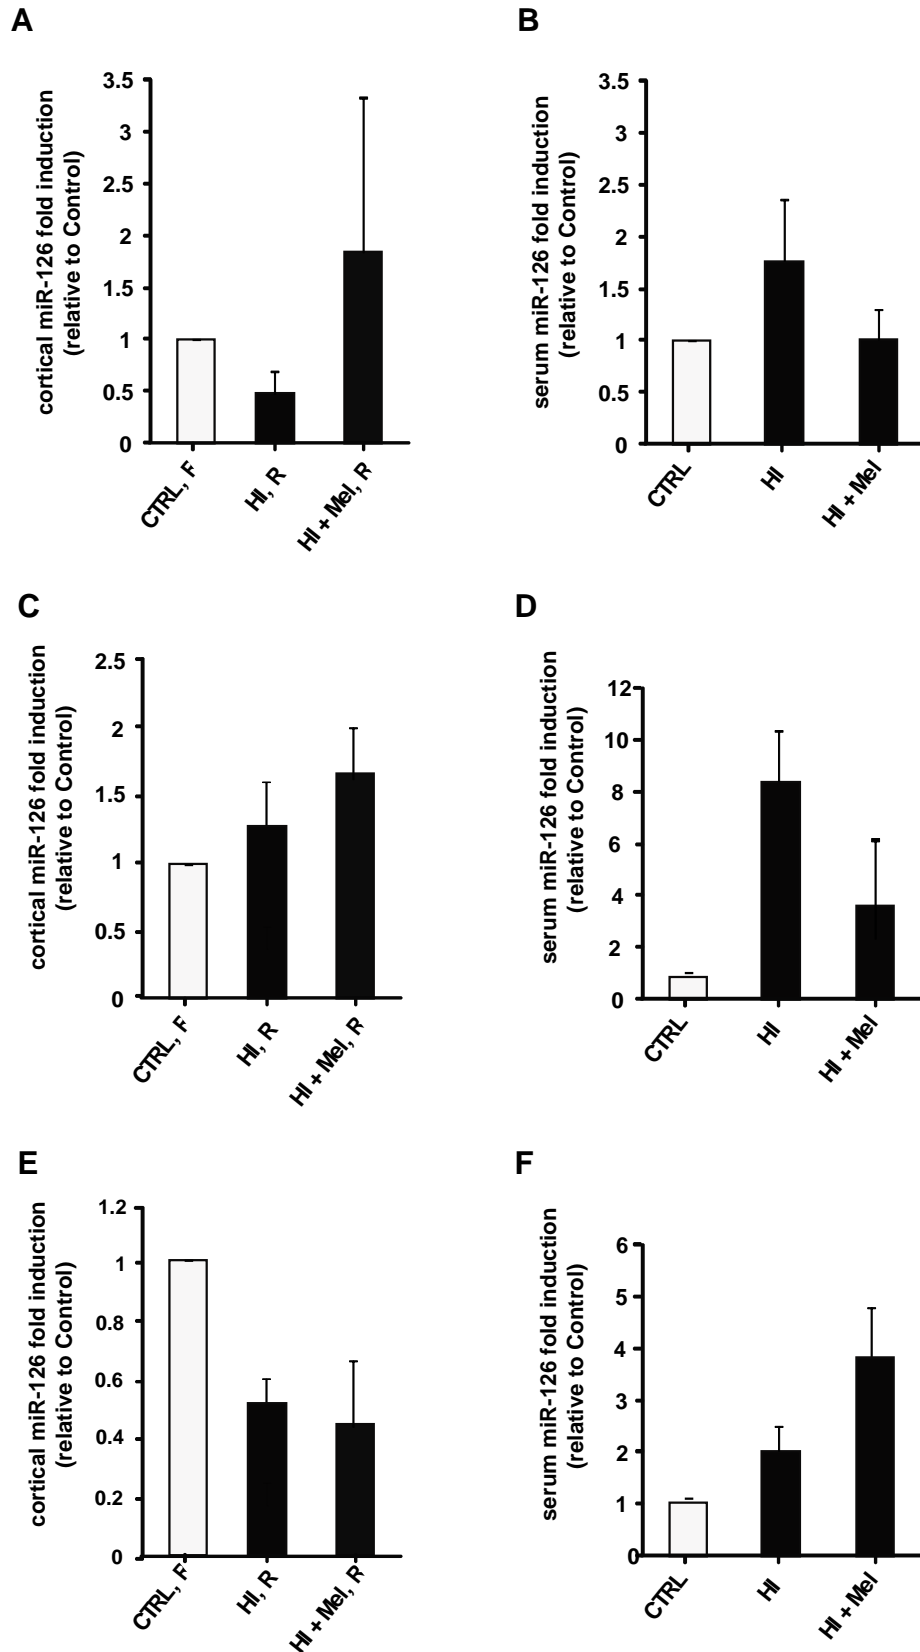 A
cortical miR-126 fold induction
(relative to Control)
3.5
3
2.5
2
1.5
1
0.5
0
CTRL, F
HI, R
HI + Mel, R
B
serum miR-126 fold induction
(relative to Control)
3.5
3
2.5
2
1.5
1
0.5
0
CTRL
HI
HI + Mel
C
cortical miR-126 fold induction
(relative to Control)
2.5
2
1.5
1
0.5
0
CTRL, F
HI, R
HI + Mel, R
D
serum miR-126 fold induction
(relative to Control)
12
10
8
6
4
2
0
CTRL
HI
HI + Mel
E
cortical miR-126 fold induction
(relative to Control)
1.2
1
0.8
0.6
0.4
0.2
0
CTRL, F
HI, R
HI + Mel, R
F
serum miR-126 fold induction
(relative to Control)
6
5
4
3
2
1
0
CTRL
HI
HI + Mel